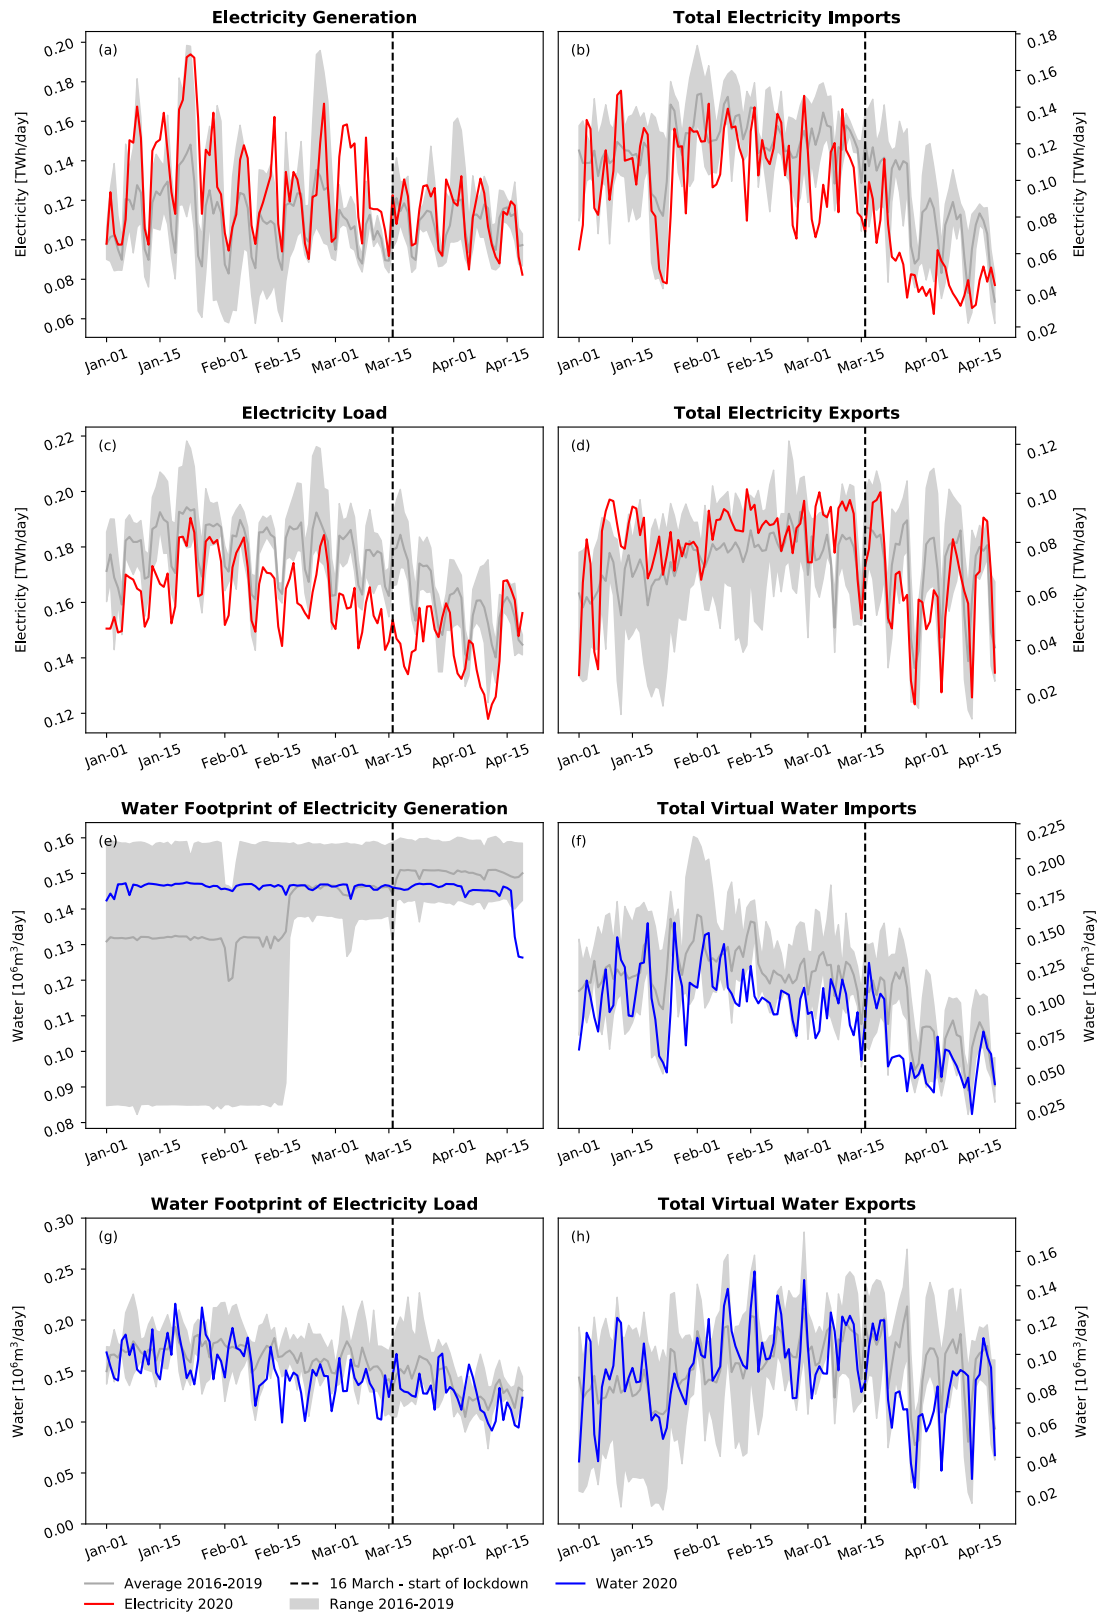 Electricity Generation
(a)
Electricity [TWh/day]
0.20
0.18
0.16
0.14
0.12
0.10
0.08
0.06
Jan-01
Jan-15
Feb-01
Feb-15
Mar-01
Mar-15
Apr-01
Apr-15
Total Electricity Imports
(b)
0.18
0.16
0.14
0.12
0.10
0.08
0.06
0.04
0.02
Electricity [TWh/day]
Jan-01
Jan-15
Feb-01
Feb-15
Mar-01
Mar-15
Apr-01
Apr-15
Electricity Load
(c)
Electricity [TWh/day]
0.22
0.20
0.18
0.16
0.14
0.12
Jan-01
Jan-15
Feb-01
Feb-15
Mar-01
Mar-15
Apr-01
Apr-15
Total Electricity Exports
(d)
0.12
0.10
0.08
0.06
0.04
0.02
Electricity [TWh/day]
Jan-01
Jan-15
Feb-01
Feb-15
Mar-01
Mar-15
Apr-01
Apr-15
Water Footprint of Electricity Generation
(e)
Water [10⁶m³/day]
0.16
0.15
0.14
0.13
0.12
0.11
0.10
0.09
0.08
Jan-01
Jan-15
Feb-01
Feb-15
Mar-01
Mar-15
Apr-01
Apr-15
Total Virtual Water Imports
(f)
0.225
0.200
0.175
0.150
0.125
0.100
0.075
0.050
0.025
Water [10⁶m³/day]
Jan-01
Jan-15
Feb-01
Feb-15
Mar-01
Mar-15
Apr-01
Apr-15
Water Footprint of Electricity Load
(g)
Water [10⁶m³/day]
0.30
0.25
0.20
0.15
0.10
0.05
0.00
Jan-01
Jan-15
Feb-01
Feb-15
Mar-01
Mar-15
Apr-01
Apr-15
Total Virtual Water Exports
(h)
0.16
0.14
0.12
0.10
0.08
0.06
0.04
0.02
Water [10⁶m³/day]
Jan-01
Jan-15
Feb-01
Feb-15
Mar-01
Mar-15
Apr-01
Apr-15
Average 2016-2019
Electricity 2020
16 March - start of lockdown
Range 2016-2019
Water 2020